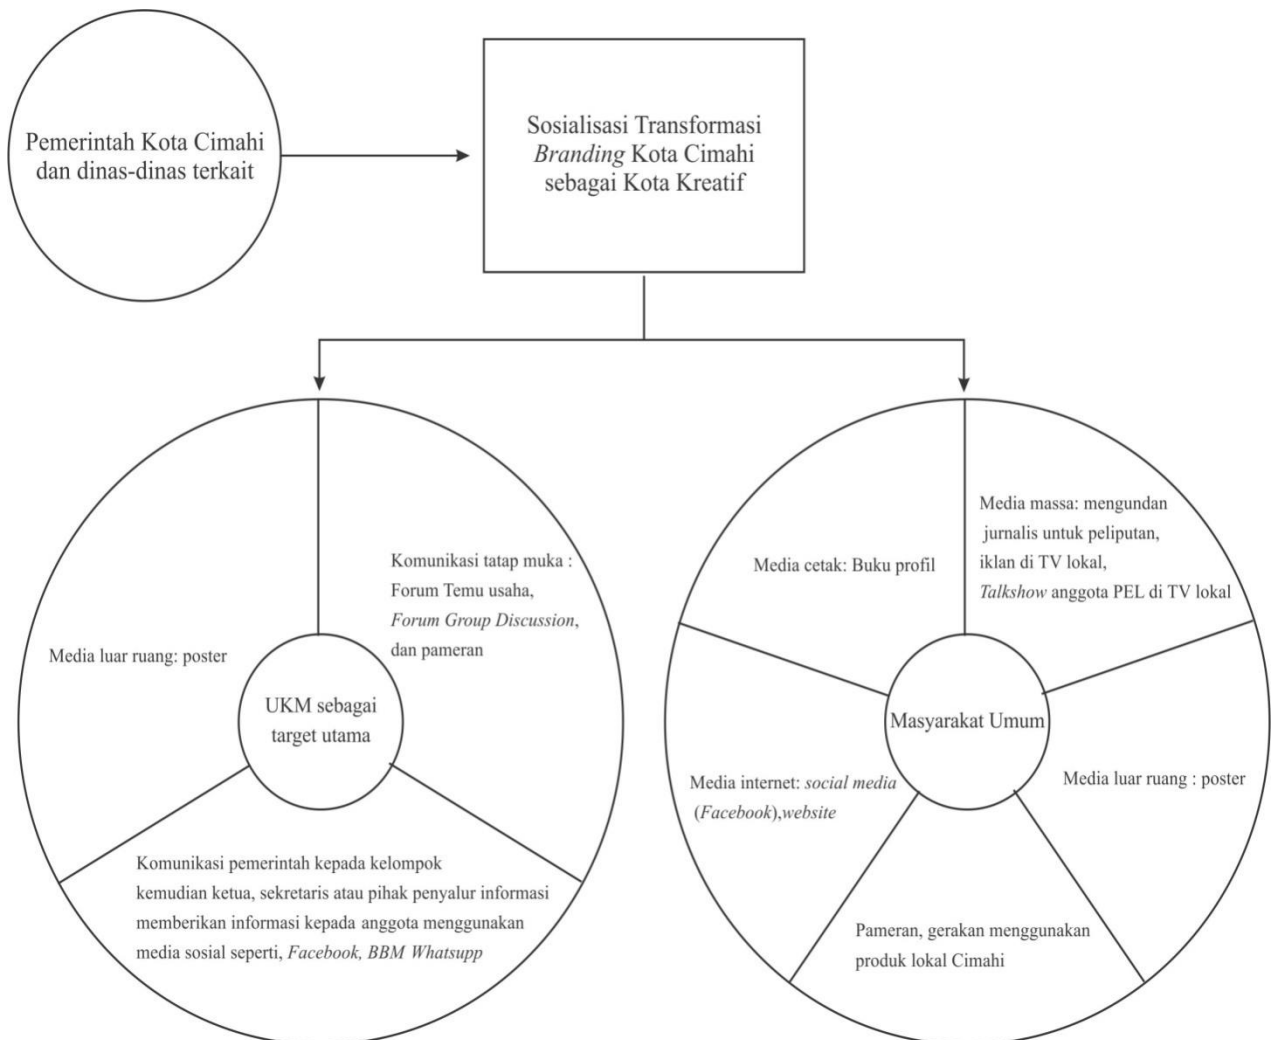 Pemerintah Kota Cimahi
dan dinas-dinas terkait
Sosialisasi Transformasi
Branding Kota Cimahi
sebagai Kota Kreatif
Komunikasi tatap muka :
Forum Temu usaha,
Forum Group Discussion,
dan pameran
Media luar ruang: poster
UKM sebagai
target utama
Komunikasi pemerintah kepada kelompok
kemudian ketua, sekretaris atau pihak penyalur informasi
memberikan informasi kepada anggota menggunakan
media sosial seperti, Facebook, BBM Whatsupp
Media massa: mengundan
jurnalis untuk peliputan,
iklan di TV lokal,
Talkshow anggota PEL di TV lokal
Media cetak: Buku profil
Masyarakat Umum
Media internet: social media
(Facebook),website
Media luar ruang : poster
Pameran, gerakan menggunakan
produk lokal Cimahi